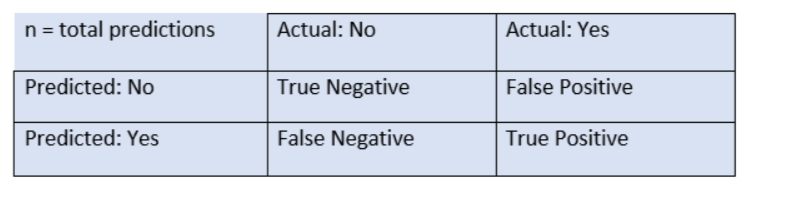 n = total predictions
Actual: No
Actual: Yes
Predicted: No
True Negative
False Positive
Predicted: Yes
False Negative
True Positive